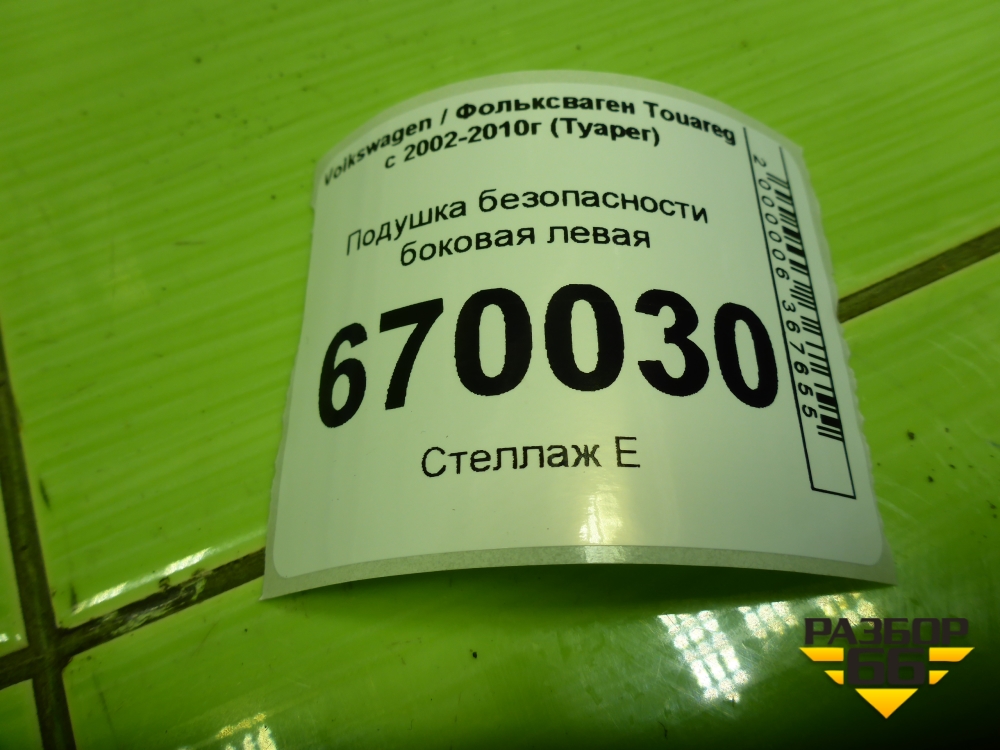 Volkswagen / Фольксваген Touareg
с 2002-2010г (Туарег)
Подушка безопасности
боковая левая
670030
Стеллаж Е
2000006367655
РАЗБОР
66